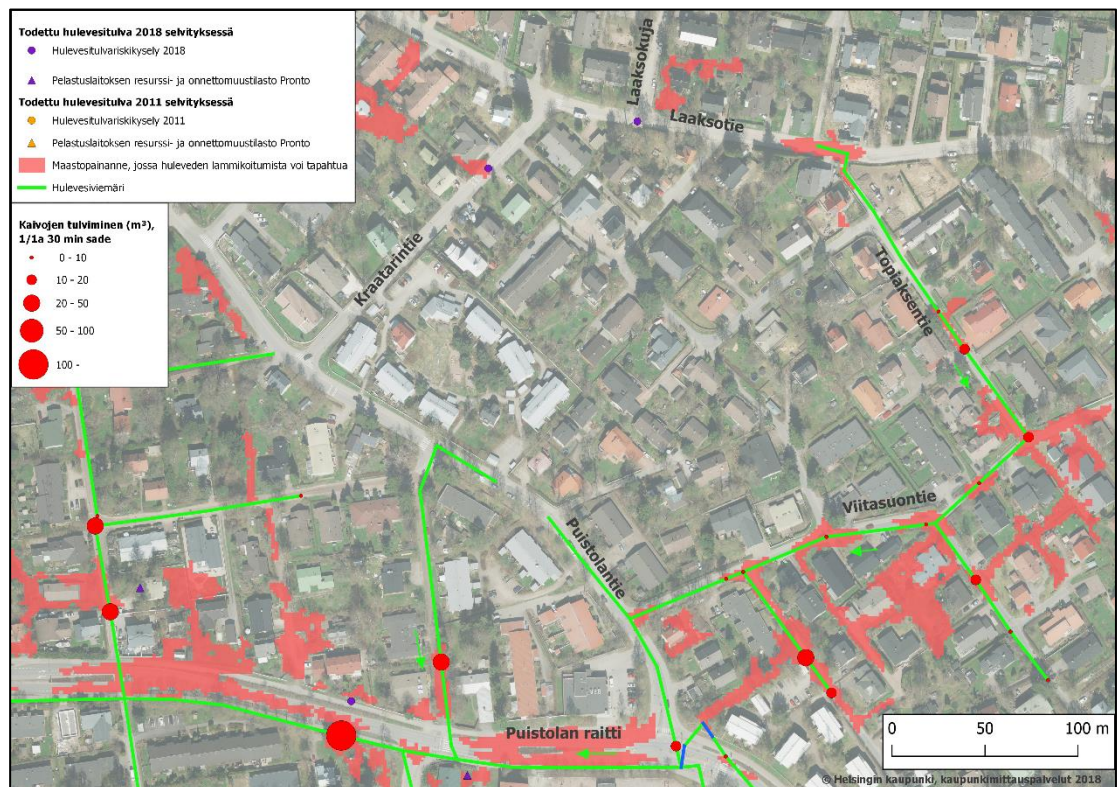 Todettu hulevesitulva 2018 selvityksessä
Hulevesitulvariskikysely 2018
Pelastuslaitoksen resurssi- ja onnettomuustilasto Pronto
Todettu hulevesitulva 2011 selvityksessä
Hulevesitulvariskikysely 2011
Pelastuslaitoksen resurssi- ja onnettomuustilasto Pronto
Maastopainanne, jossa huleveden lammikoitumista voi tapahtua
Hulevesiviemäri
Kaivojen tulviminen (m³),
1/1a 30 min sade
0 - 10
10 - 20
20 - 50
50 - 100
100 -
Laaksokuja
Laaksotie
Kraatarintie
Topiaksentie
Viitasuontie
Puistolantie
Puistolan raitti
0 50 100 m
© Helsingin kaupunki, kaupunkimittauspalvelut 2018